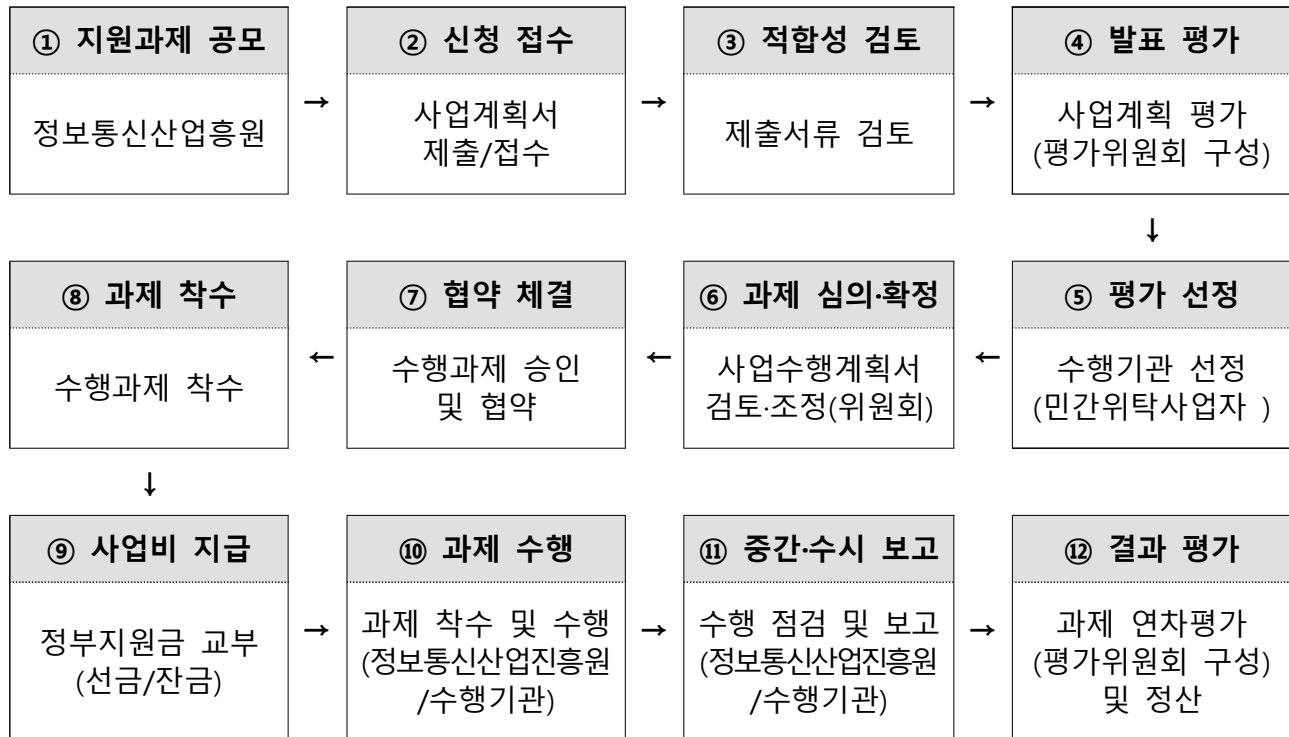 ① 지원과제 공모
정보통신산업흥원
→
② 신청 접수
사업계획서
제출/접수
→
③ 적합성 검토
제출서류 검토
→
④ 발표 평가
사업계획 평가
(평가위원회 구성)
↓
⑤ 평가 선정
수행기관 선정
(민간위탁사업자 )
←
⑥ 과제 심의·확정
사업수행계획서
검토·조정(위원회)
←
⑦ 협약 체결
수행과제 승인
및 협약
←
⑧ 과제 착수
수행과제 착수
↓
⑨ 사업비 지급
정부지원금 교부
(선금/잔금)
→
⑩ 과제 수행
과제 착수 및 수행
(정보통신산업진흥원
/수행기관)
→
⑪ 중간·수시 보고
수행 점검 및 보고
(정보통신산업진흥원
/수행기관)
→
⑫ 결과 평가
과제 연차평가
(평가위원회 구성)
및 정산